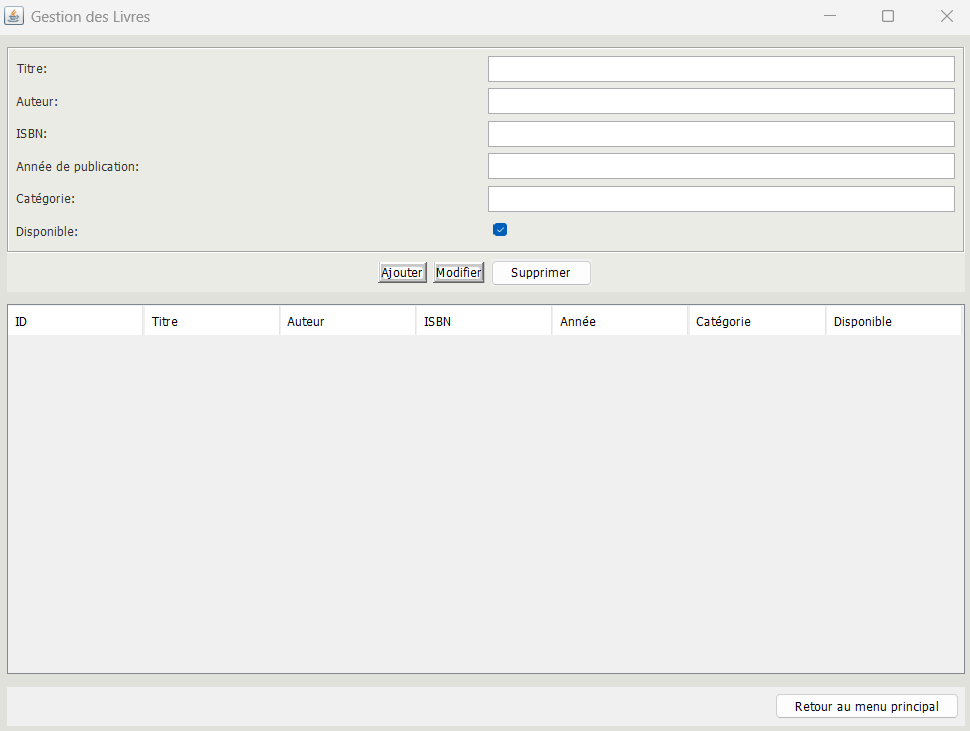 Gestion des Livres
Titre:
Auteur:
ISBN:
Année de publication:
Catégorie:
Disponible:
Ajouter Modifier Supprimer
ID Titre Auteur ISBN Année Catégorie Disponible
Retour au menu principal